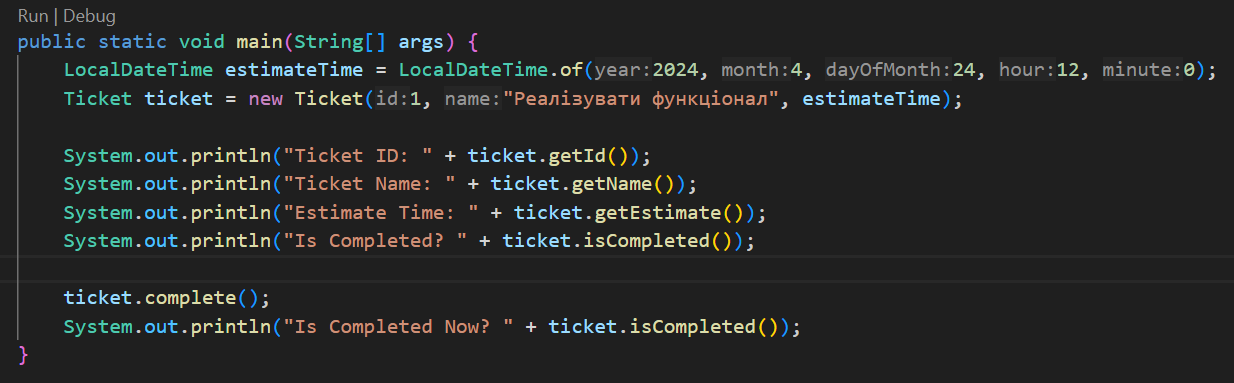 Run | Debug
public static void main(String[] args) {
LocalDateTime estimateTime = LocalDateTime.of(year:2024, month:4, dayOfMonth:24, hour:12, minute:0);
Ticket ticket = new Ticket(id:1, name:"Реалізувати функціонал", estimateTime);
System.out.println("Ticket ID: " + ticket.getId());
System.out.println("Ticket Name: " + ticket.getName());
System.out.println("Estimate Time: " + ticket.getEstimate());
System.out.println("Is Completed? " + ticket.isCompleted());
ticket.complete();
System.out.println("Is Completed Now? " + ticket.isCompleted());
}